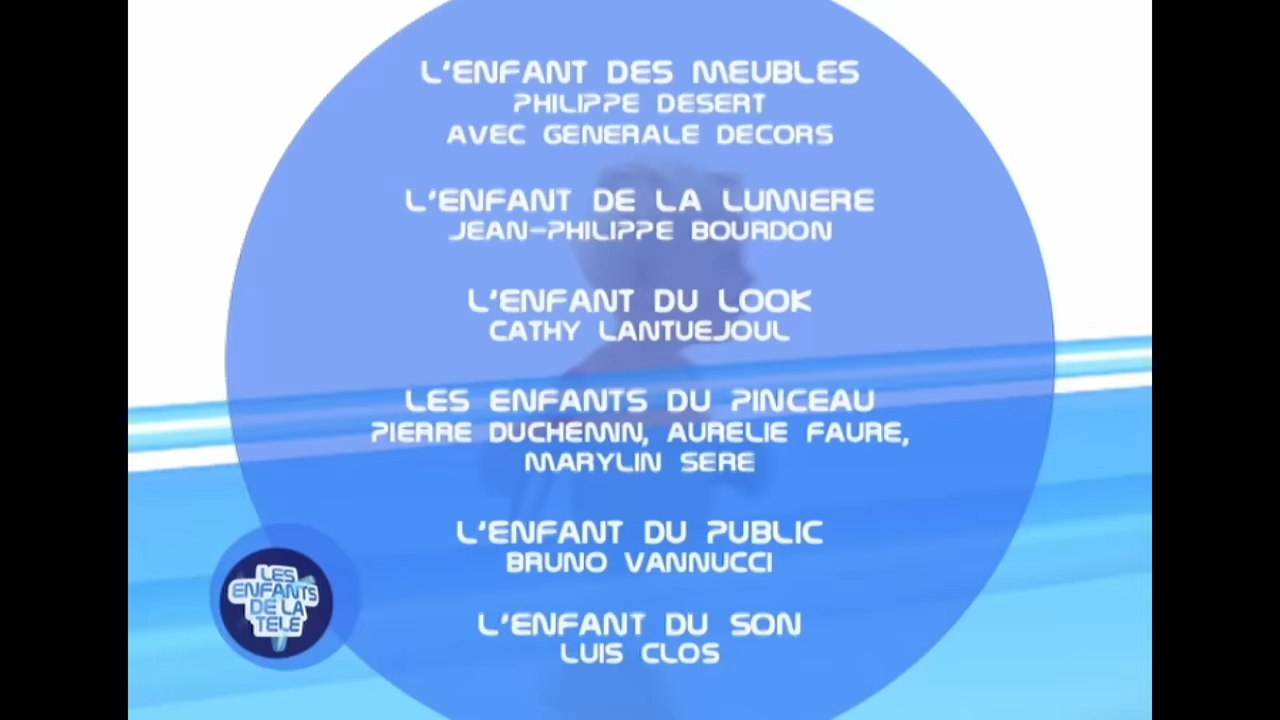 L'ENFANT DES MEUBLES
PHILIPPE DESERT
AVEC GENERALE DECORS
L'ENFANT DE LA LUMIERE
JEAN-PHILIPPE BOURDON
L'ENFANT DU LOOK
CATHY LANTUEJOUL
LES ENFANTS DU PINCEAU
PIERRE DUCHEMIN, AURELIE FAURE,
MARYLIN SERE
L'ENFANT DU PUBLIC
BRUNO VANNUCCI
L'ENFANT DU SON
LUIS CLOS
LES
ENFANTS
DE LA
TELE